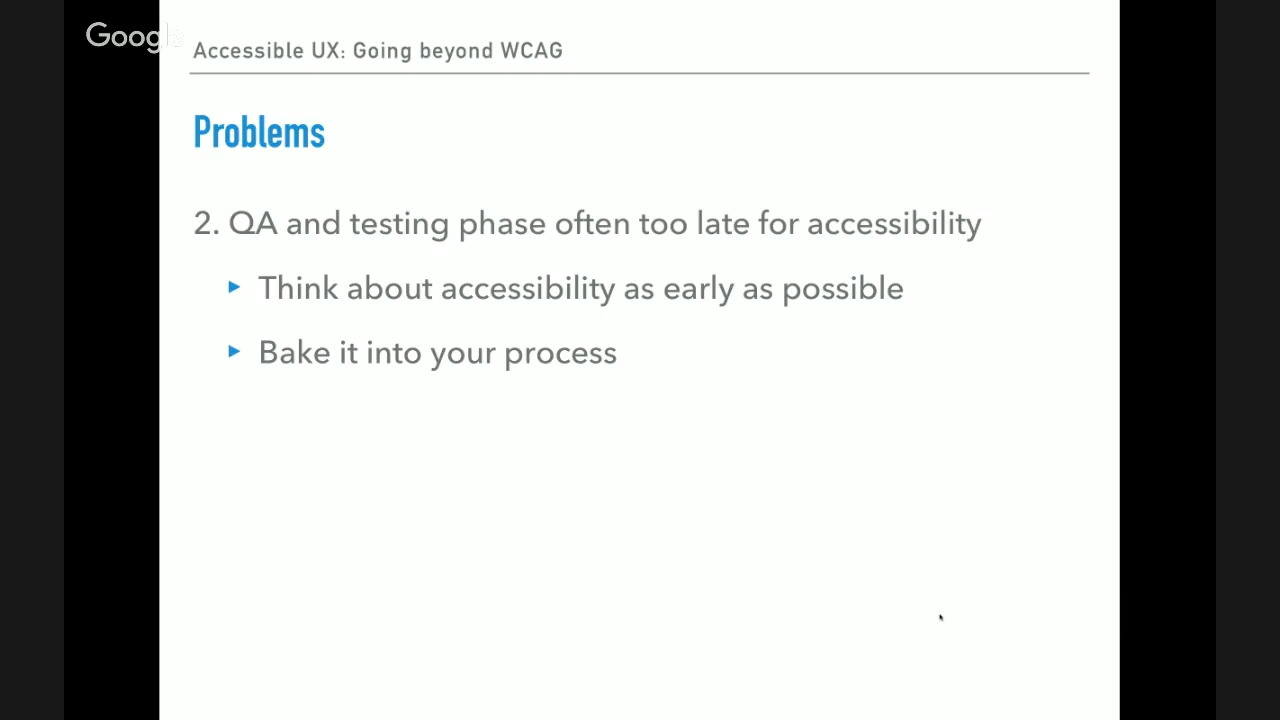 Google
Accessible UX: Going beyond WCAG
Problems
2. QA and testing phase often too late for accessibility
Think about accessibility as early as possible
Bake it into your process